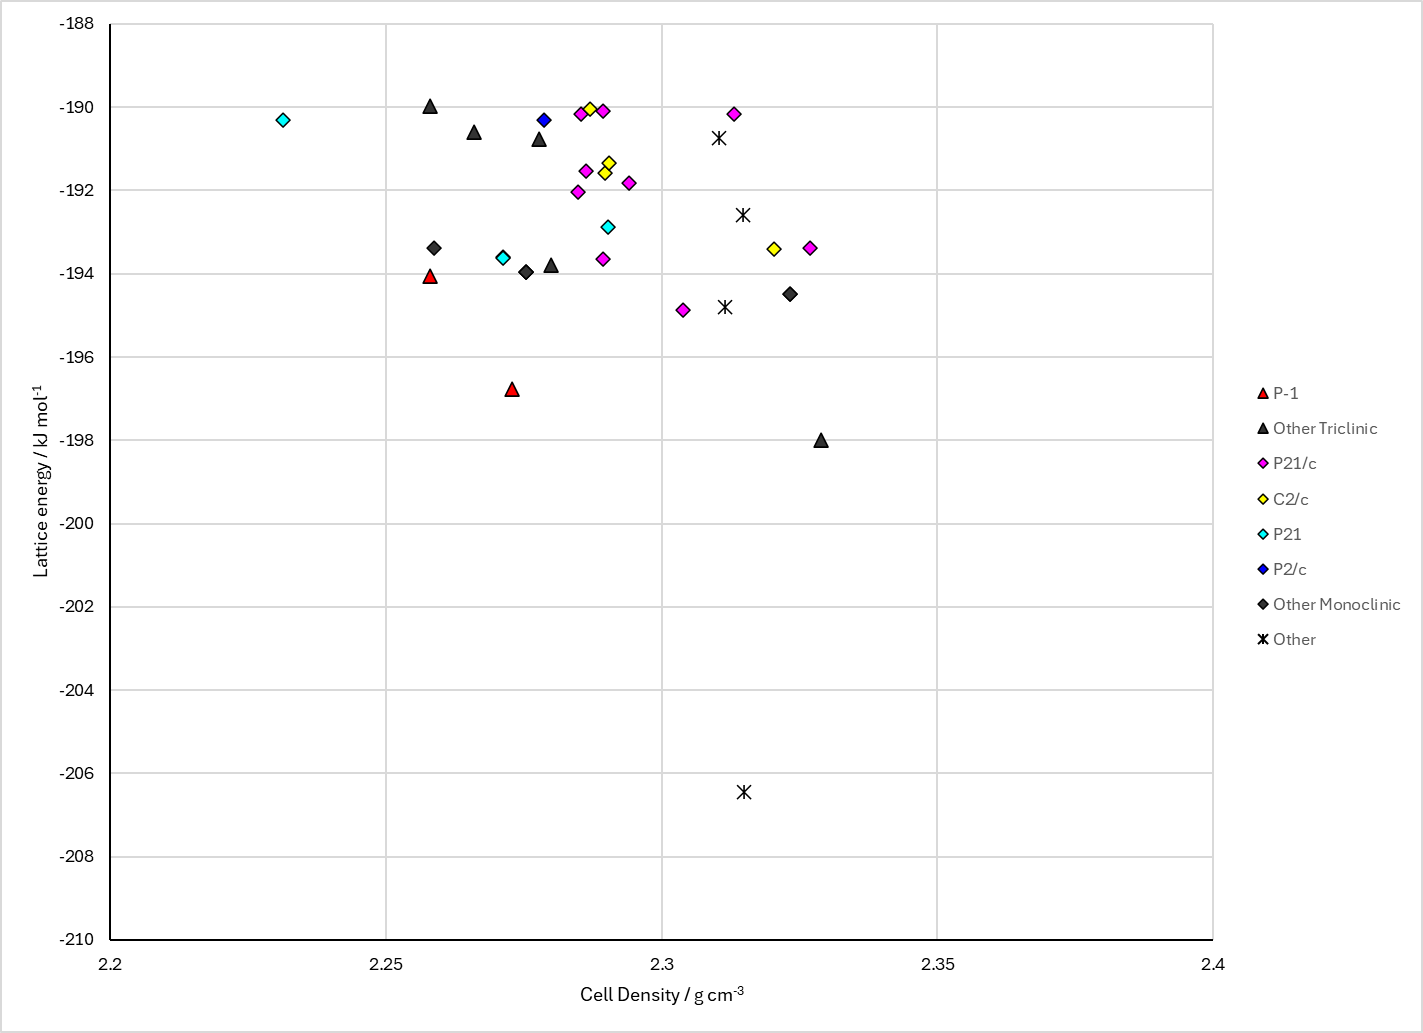 -188
-190
-192
-194
-196
-198
-200
-202
-204
-206
-208
-210
Lattice energy / kJ mol-1
2.2 2.25 2.3 2.35 2.4
Cell Density / g cm-3
P-1
Other Triclinic
P21/c
C2/c
P21
P2/c
Other Monoclinic
Other